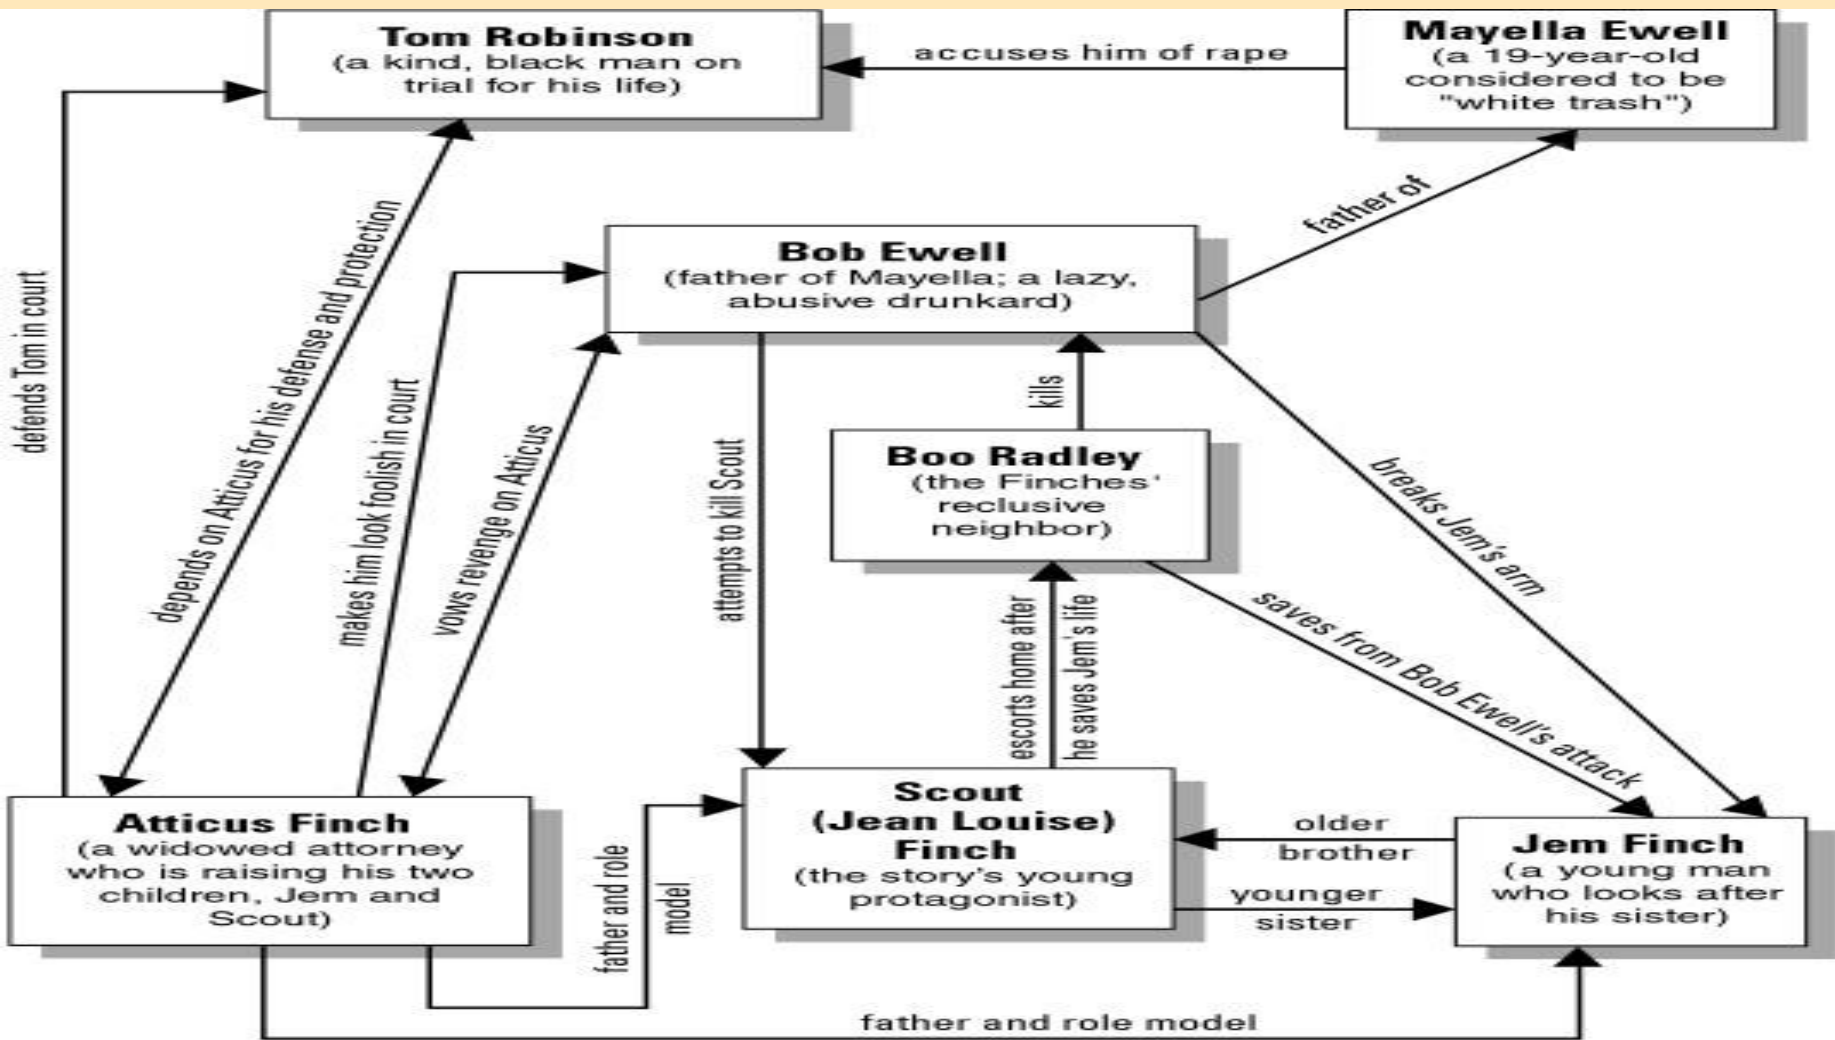 Tom Robinson
(a kind, black man on
trial for his life)
accuses him of rape
Mayella Ewell
(a 19-year-old
considered to be
"white trash")
father of
Bob Ewell
(father of Mayella; a lazy,
abusive drunkard)
defends Tom in court
depends on Atticus for his defense and protection
makes him look foolish in court
vows revenge on Atticus
attempts to kill Scout
kills
Boo Radley
(the Finches'
reclusive
neighbor)
breaks Jem's arm
escorts home after
he saves Jem's life
saves from Bob Ewell's attack
Atticus Finch
(a widowed attorney
who is raising his two
children, Jem and
Scout)
father and role
model
Scout
(Jean Louise)
Finch
(the story's young
protagonist)
older
brother
younger
sister
Jem Finch
(a young man
who looks after
his sister)
father and role model